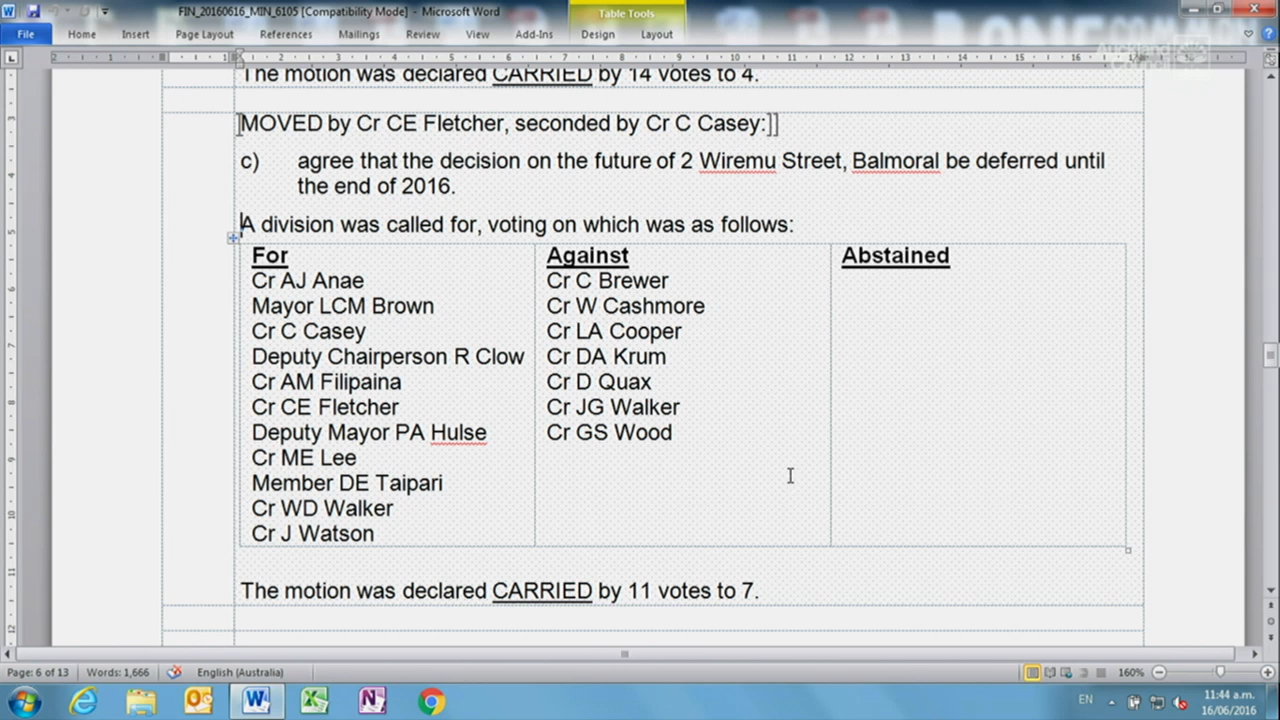 FIN_20160616_MIN_6105 [Compatibility Mode] - Microsoft Word
Table Tools
File Home Insert Page Layout References Mailings Review View Add-Ins Design Layout
The motion was declared CARRIED by 14 votes to 4.
MOVED by Cr CE Fletcher, seconded by Cr C Casey:]]
c) agree that the decision on the future of 2 Wiremu Street, Balmoral be deferred until
the end of 2016.
A division was called for, voting on which was as follows:
For Against Abstained
Cr AJ Anae Cr C Brewer
Mayor LCM Brown Cr W Cashmore
Cr C Casey Cr LA Cooper
Deputy Chairperson R Clow Cr DA Krum
Cr AM Filipaina Cr D Quax
Cr CE Fletcher Cr JG Walker
Deputy Mayor PA Hulse Cr GS Wood
Cr ME Lee
Member DE Taipari
Cr WD Walker
Cr J Watson
The motion was declared CARRIED by 11 votes to 7.
Page: 6 of 13 Words: 1,666 English (Australia) 160%
EN 11:44 a.m.
16/06/2016